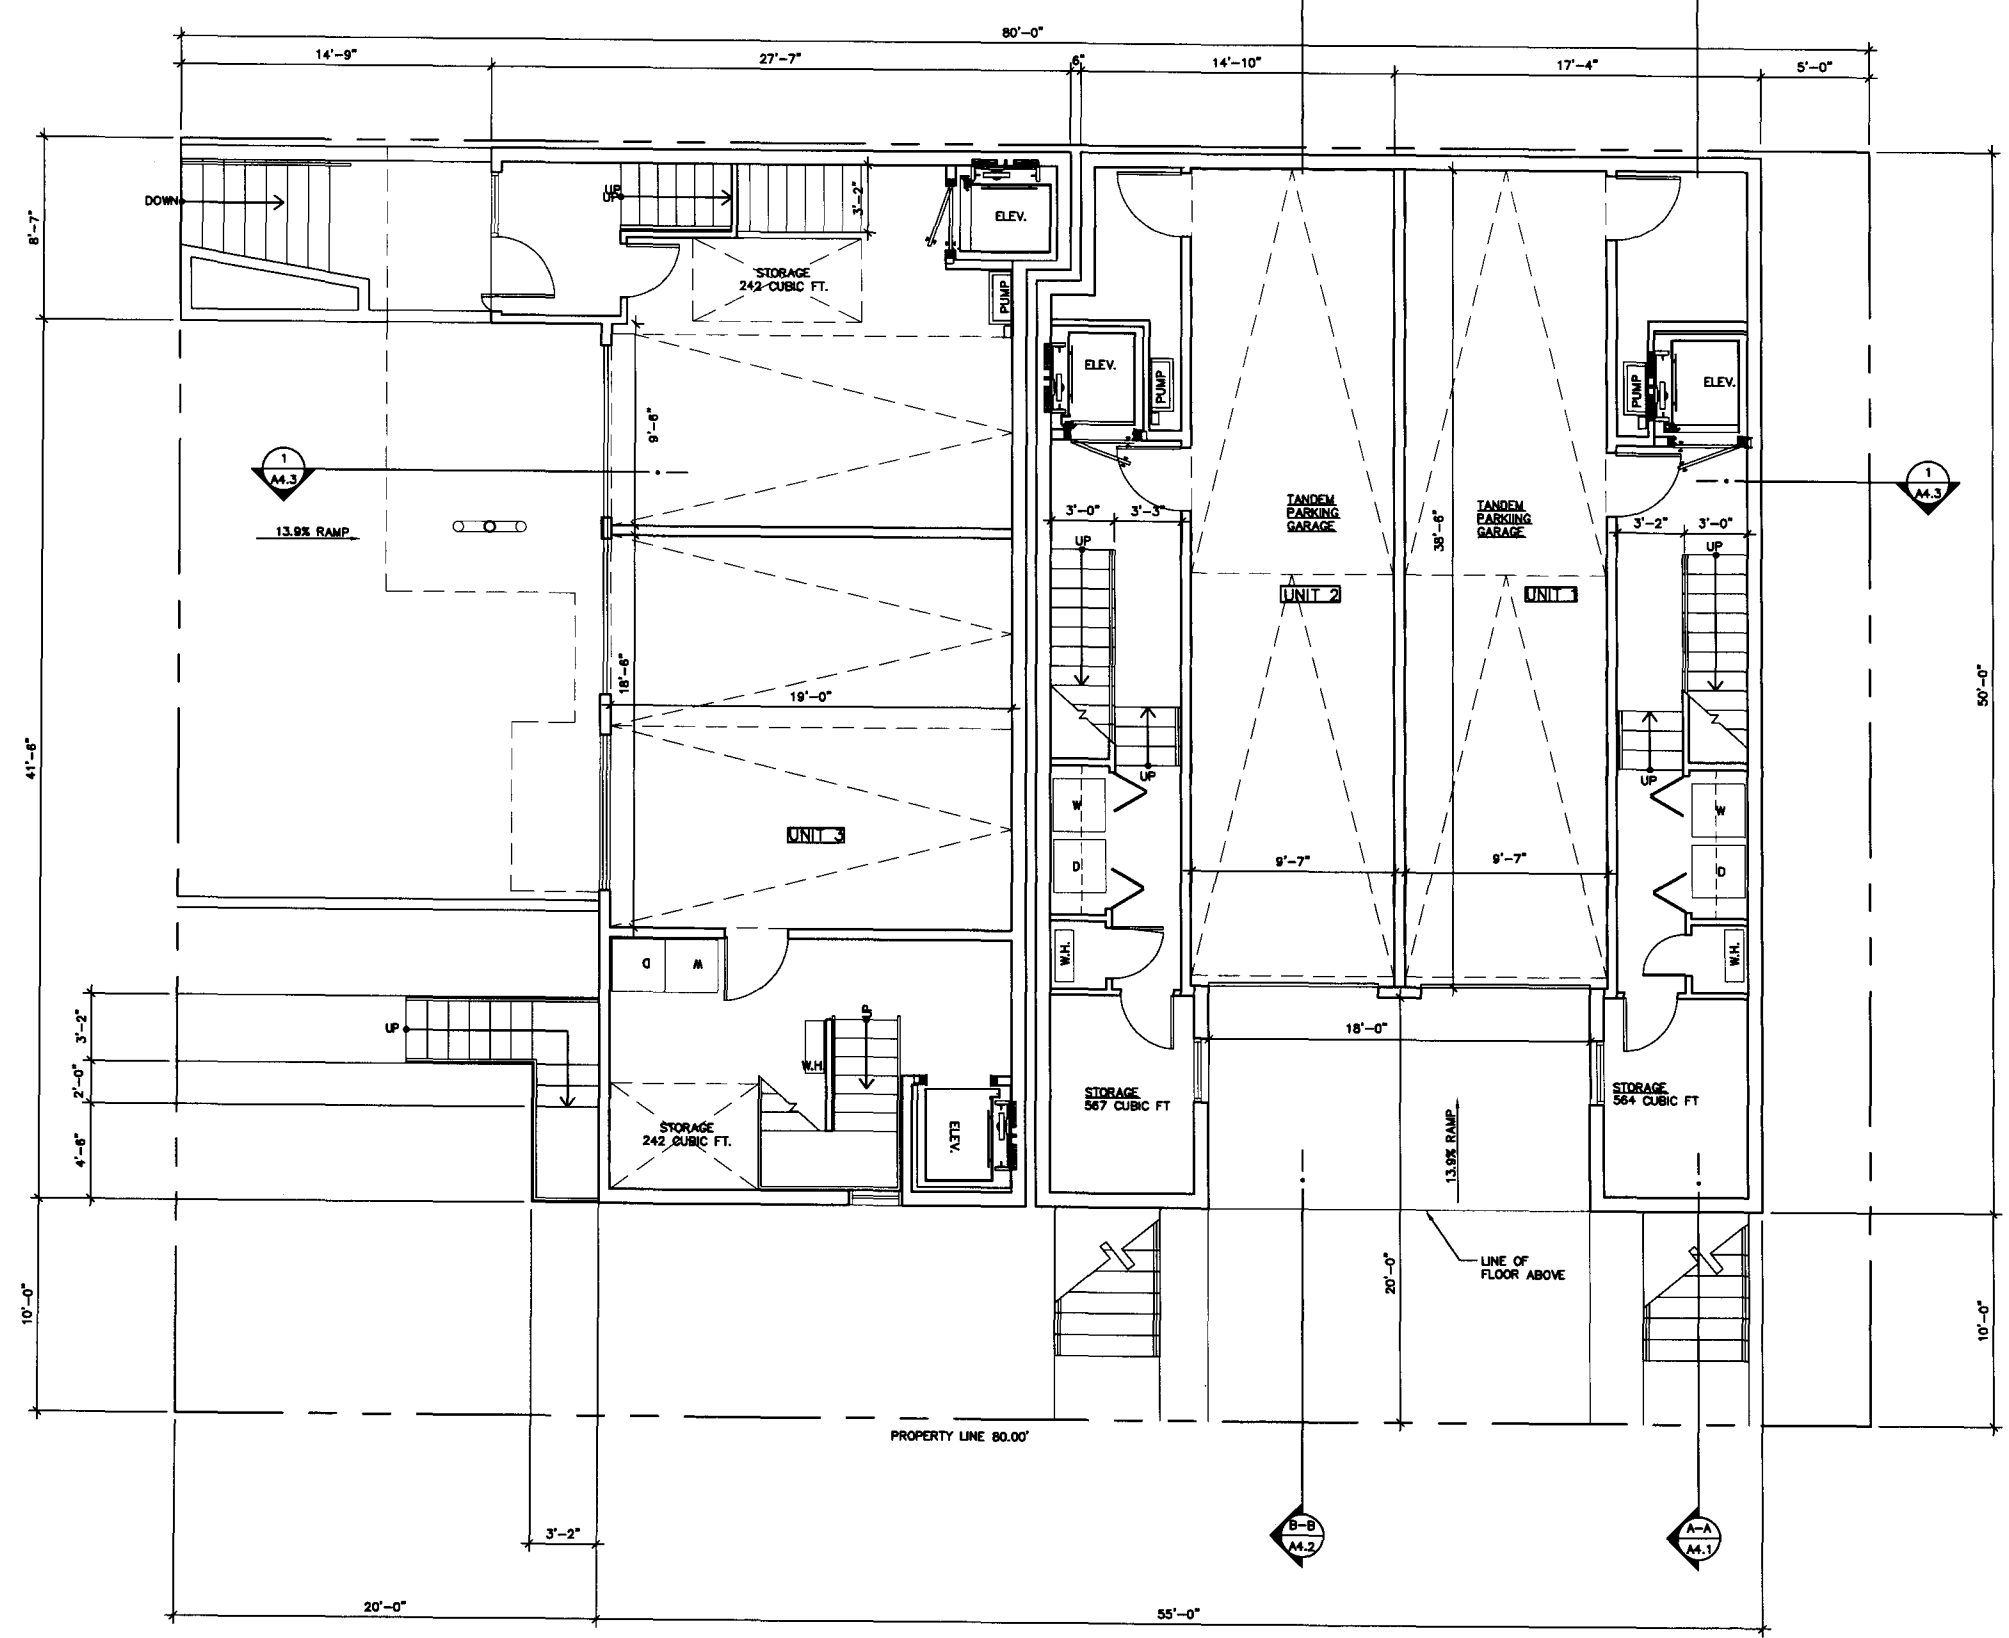 80'-0"
14'-9"
27'-7"
6"
14'-10"
17'-4"
5'-0"
8'-7"
DOWN
UP
UP
3'-2"
ELEV.
STORAGE
242 CUBIC FT.
PUMP
ELEV.
PUMP
PUMP
ELEV.
9'-6"
1
A4.3
13.9% RAMP
1
A4.3
TANDEM
PARKING
GARAGE
TANDEM
PARKIING
GARAGE
38'-6"
3'-0"
3'-3"
3'-2"
3'-0"
UP
UP
UNIT 2
UNIT 1
18'-6"
19'-0"
50'-0"
41'-6"
UP
UP
W
D
W
D
UNIT 3
9'-7"
9'-7"
W.H.
W.H.
D
W
3'-2"
UP
UP
W.H.
18'-0"
2'-0"
4'-6"
STORAGE
242 CUBIC FT.
ELEV.
STORAGE
567 CUBIC FT
STORAGE
564 CUBIC FT
13.9% RAMP
LINE OF
FLOOR ABOVE
20'-0"
10'-0"
10'-0"
PROPERTY LINE 80.00'
3'-2"
B-B
A4.2
A-A
A4.1
20'-0"
55'-0"